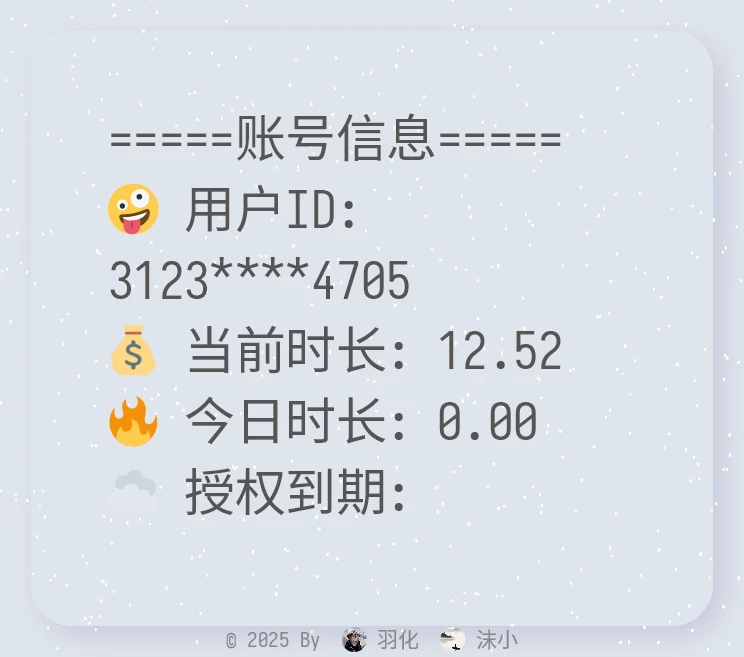 =====账号信息=====
🤪 用户ID:
3123****4705
💰 当前时长: 12.52
🔥 今日时长: 0.00
☁️ 授权到期:
© 2025 By 羽化 沫小